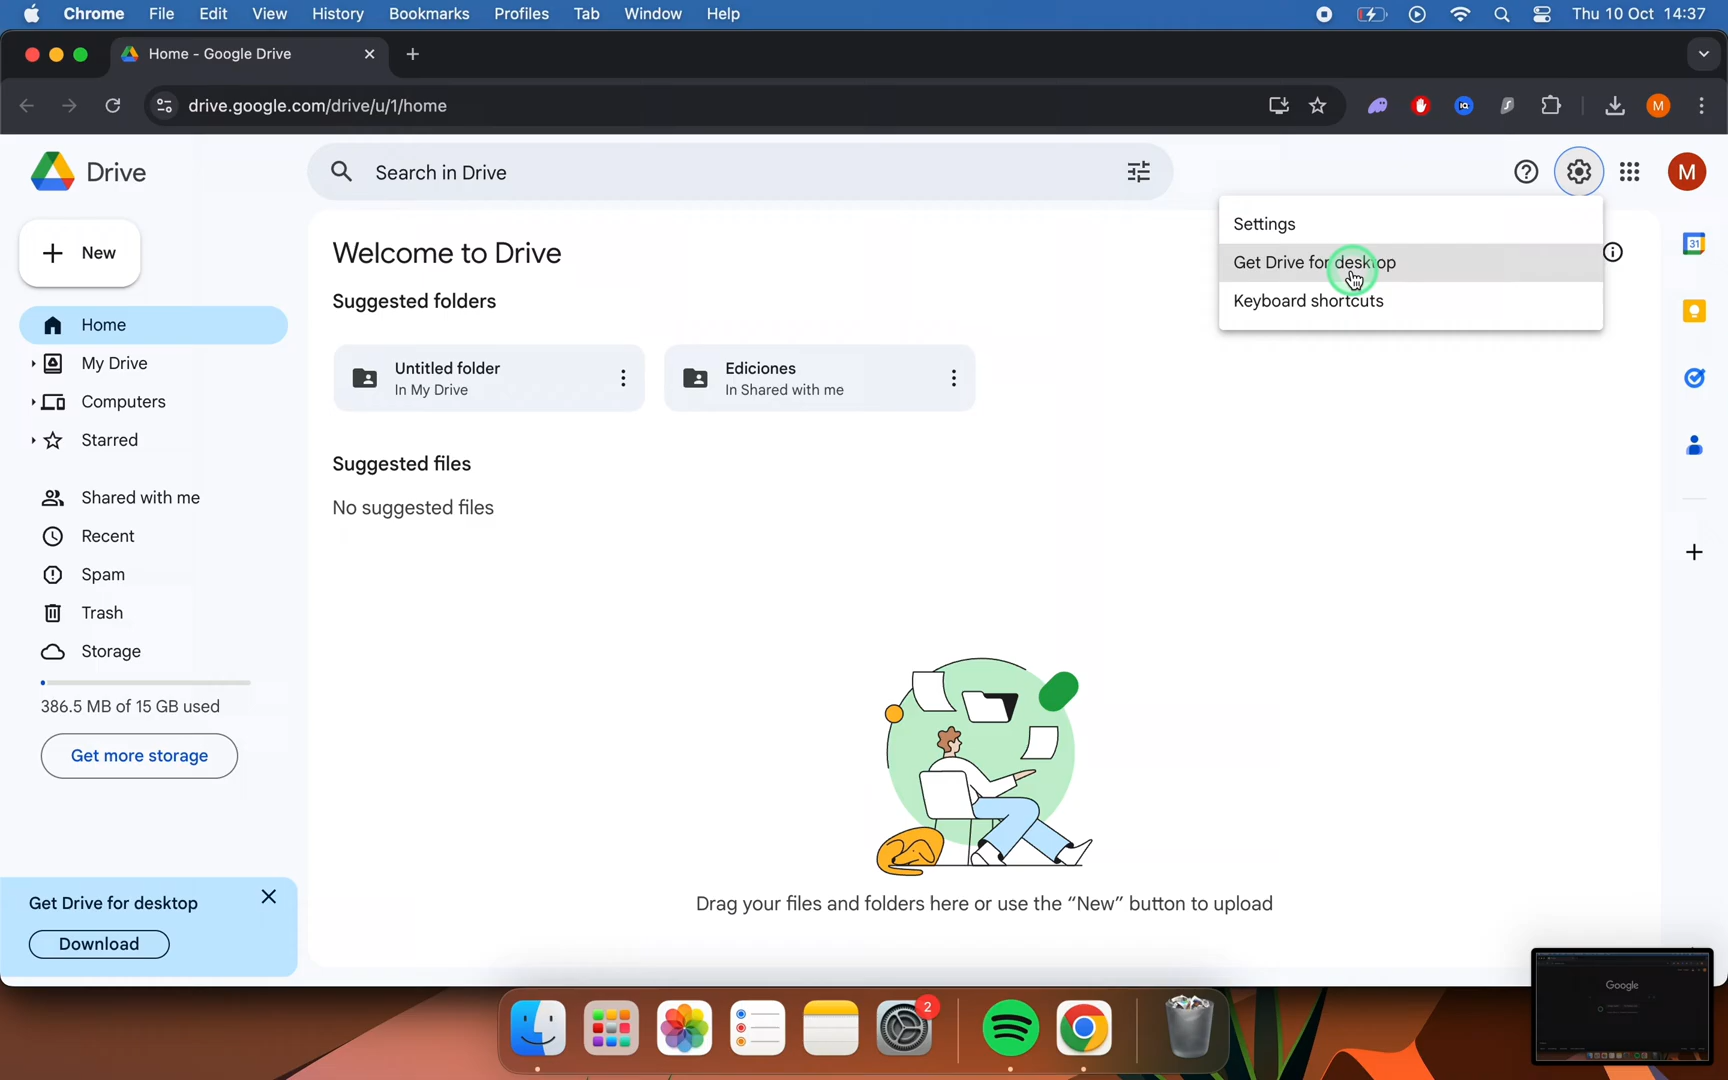 Chrome File Edit View History Bookmarks Profiles Tab Window Help Thu 10 Oct 14:37
Home - Google Drive
drive.google.com/drive/u/1/home
M
Drive
Search in Drive
M
New
Settings
Get Drive for desktop
Keyboard shortcuts
31
Welcome to Drive
Suggested folders
Home
My Drive
Computers
Starred
Untitled folder
In My Drive
Ediciones
In Shared with me
Suggested files
No suggested files
Shared with me
Recent
Spam
Trash
Storage
386.5 MB of 15 GB used
Get more storage
Drag your files and folders here or use the “New” button to upload
Get Drive for desktop
Download
Google
2